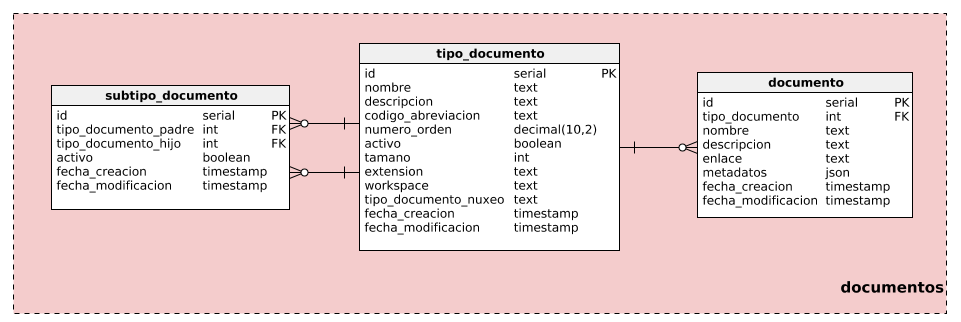 subtipo_documento
id serial PK
tipo_documento_padre int FK
tipo_documento_hijo int FK
activo boolean
fecha_creacion timestamp
fecha_modificacion timestamp
tipo_documento
id serial PK
nombre text
descripcion text
codigo_abreviacion text
numero_orden decimal(10,2)
activo boolean
tamano int
extension text
workspace text
tipo_documento_nuxeo text
fecha_creacion timestamp
fecha_modificacion timestamp
documento
id serial PK
tipo_documento int FK
nombre text
descripcion text
enlace text
metadatos json
fecha_creacion timestamp
fecha_modificacion timestamp
documentos